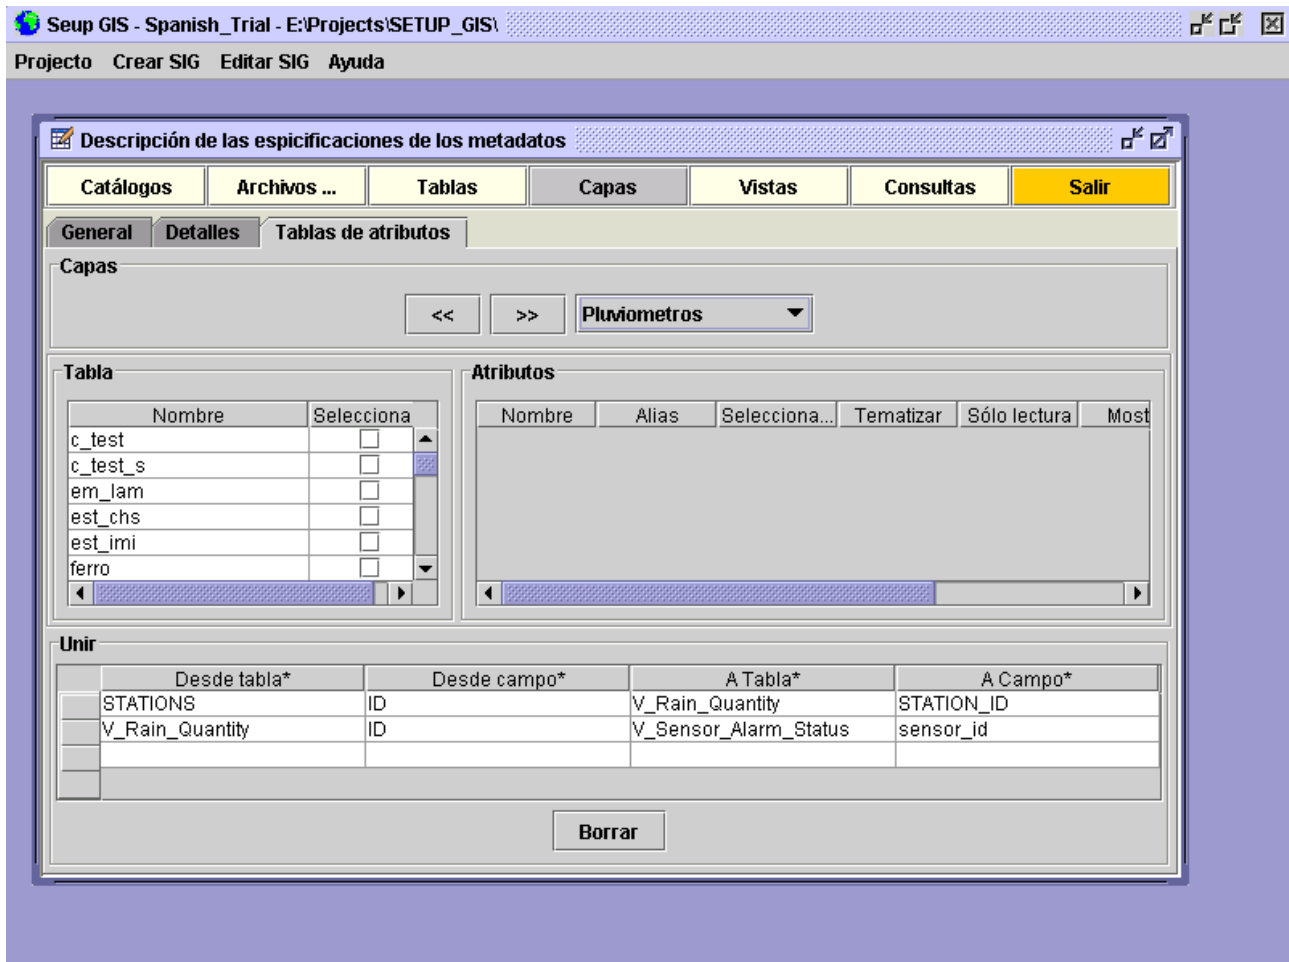 Seup GIS - Spanish_Trial - E:\Projects\SETUP_GIS\
Projecto Crear SIG Editar SIG Ayuda
Descripción de las espicificaciones de los metadatos
Catálogos Archivos ... Tablas Capas Vistas Consultas Salir
General Detalles Tablas de atributos
Capas
<< >> Pluviometros
Tabla Atributos
Nombre Selecciona Nombre Alias Selecciona... Tematizar Sólo lectura Most
c_test
c_test_s
em_lam
est_chs
est_imi
ferro
Unir
Desde tabla* Desde campo* A Tabla* A Campo*
STATIONS ID V_Rain_Quantity STATION_ID
V_Rain_Quantity ID V_Sensor_Alarm_Status sensor_id
Borrar